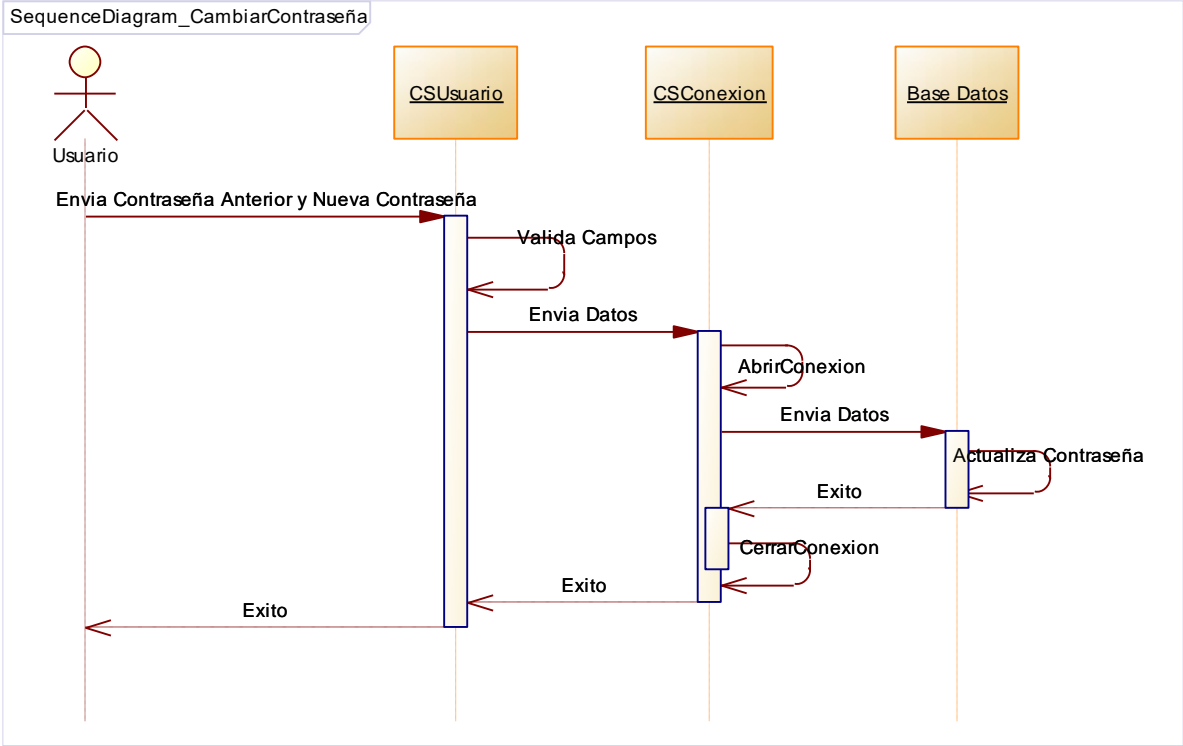 SequenceDiagram_CambiarContraseña
CSUsuario
CSConexion
Base Datos
Usuario
Envia Contraseña Anterior y Nueva Contraseña
Valida Campos
Envia Datos
AbrirConexion
Envia Datos
Actualiza Contraseña
Exito
CerrarConexion
Exito
Exito